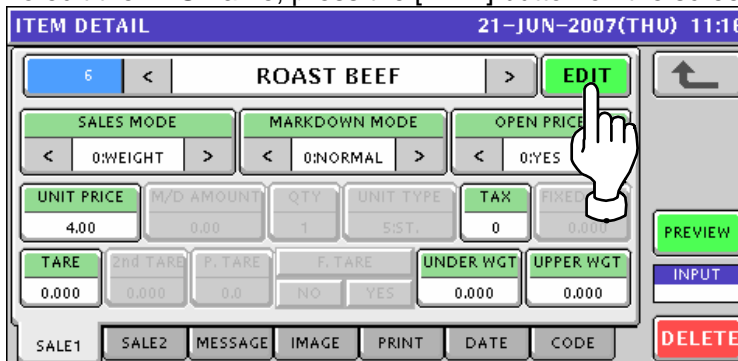 ITEM DETAIL 21-JUN-2007(THU) 11:16
6 < ROAST BEEF > EDIT
SALES MODE MARKDOWN MODE OPEN PRICE
< 0:WEIGHT > < 0:NORMAL > < 0:YES
UNIT PRICE M/D AMOUNT QTY UNIT TYPE TAX FIXED
4.00 0.00 1 5:ST. 0 0.000
PREVIEW
TARE 2nd TARE P. TARE F. TARE UNDER WGT UPPER WGT
INPUT
0.000 0.000 0.0 NO YES 0.000 0.000
SALE1 SALE2 MESSAGE IMAGE PRINT DATE CODE
DELETE